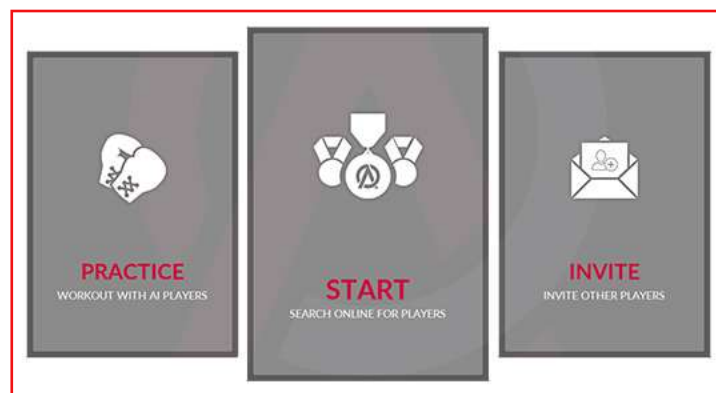 PRACTICE
WORKOUT WITH AI PLAYERS
START
SEARCH ONLINE FOR PLAYERS
INVITE
INVITE OTHER PLAYERS